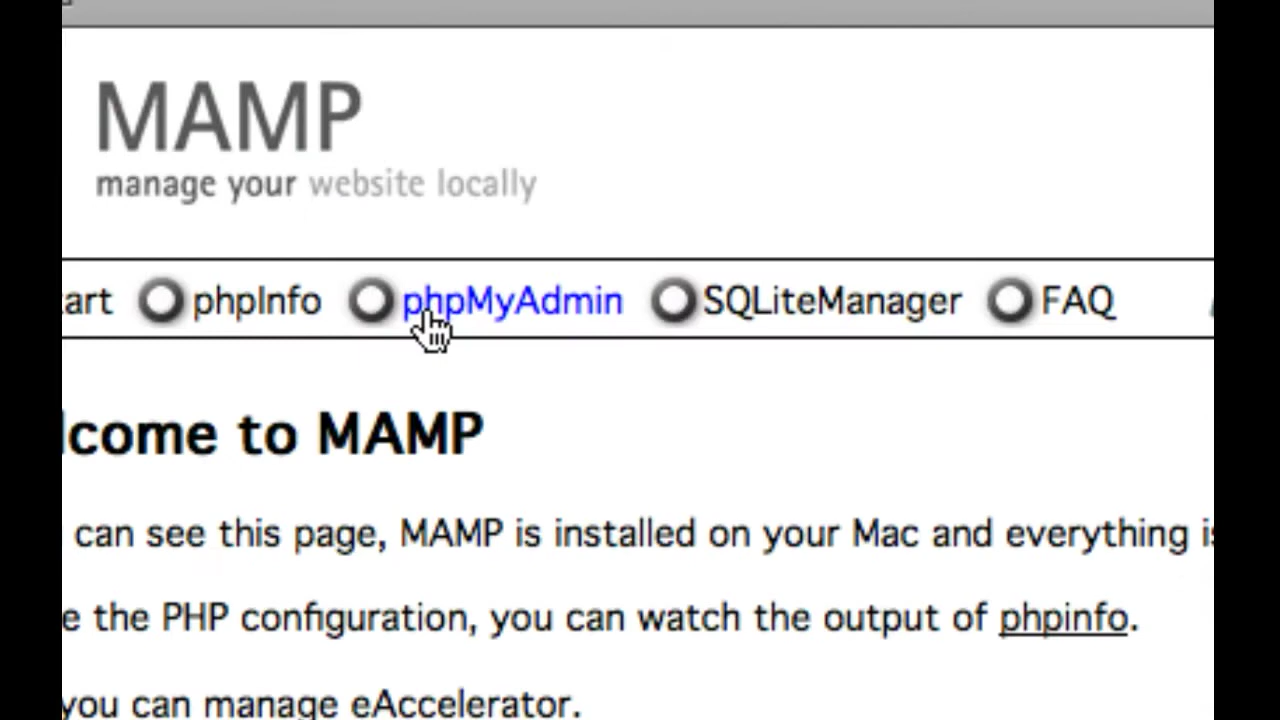 MAMP
manage your website locally
art phpInfo phpMyAdmin SQLiteManager FAQ
lcome to MAMP
can see this page, MAMP is installed on your Mac and everything is
e the PHP configuration, you can watch the output of phpinfo.
you can manage eAccelerator.